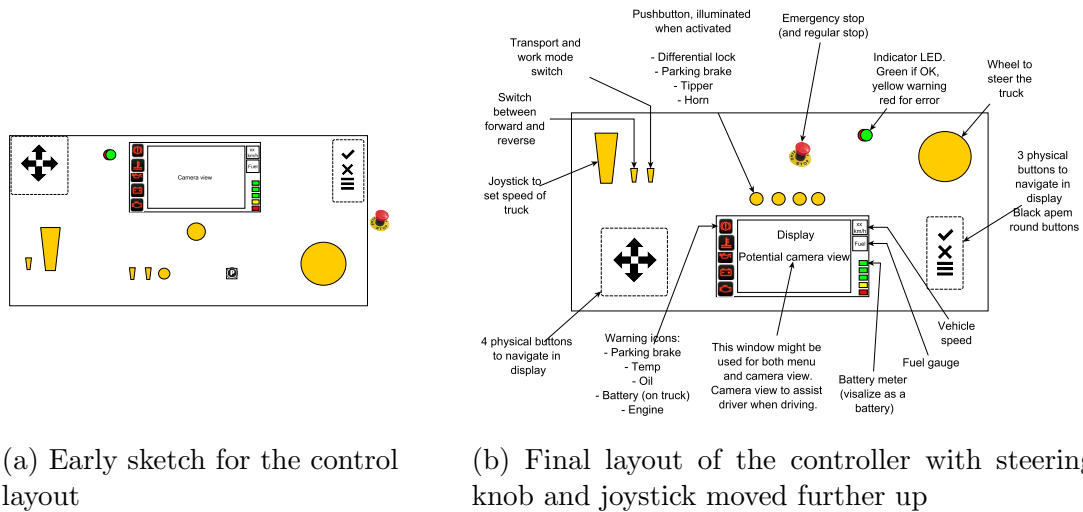 Pushbutton, illuminated
when activated
- Differential lock
- Parking brake
- Tipper
- Horn
Emergency stop
(and regular stop)
Transport and
work mode
switch
Indicator LED.
Green if OK,
yellow warning
red for error
Wheel to
steer the
truck
Switch
between
forward and
reverse
Joystick to
set speed of
truck
3 physical
buttons to
navigate in
display
Black apem
round buttons
xx
km/h
Fuel
Camera view
Display
Potential camera view
xx
km/h
Fuel
4 physical buttons
to navigate in
display
Warning icons:
- Parking brake
- Temp
- Oil
- Battery (on truck)
- Engine
This window might be
used for both menu
and camera view.
Camera view to assist
driver when driving.
Vehicle
speed
Fuel gauge
Battery meter
(visalize as a
battery)
(a) Early sketch for the control
layout
(b) Final layout of the controller with steering
knob and joystick moved further up